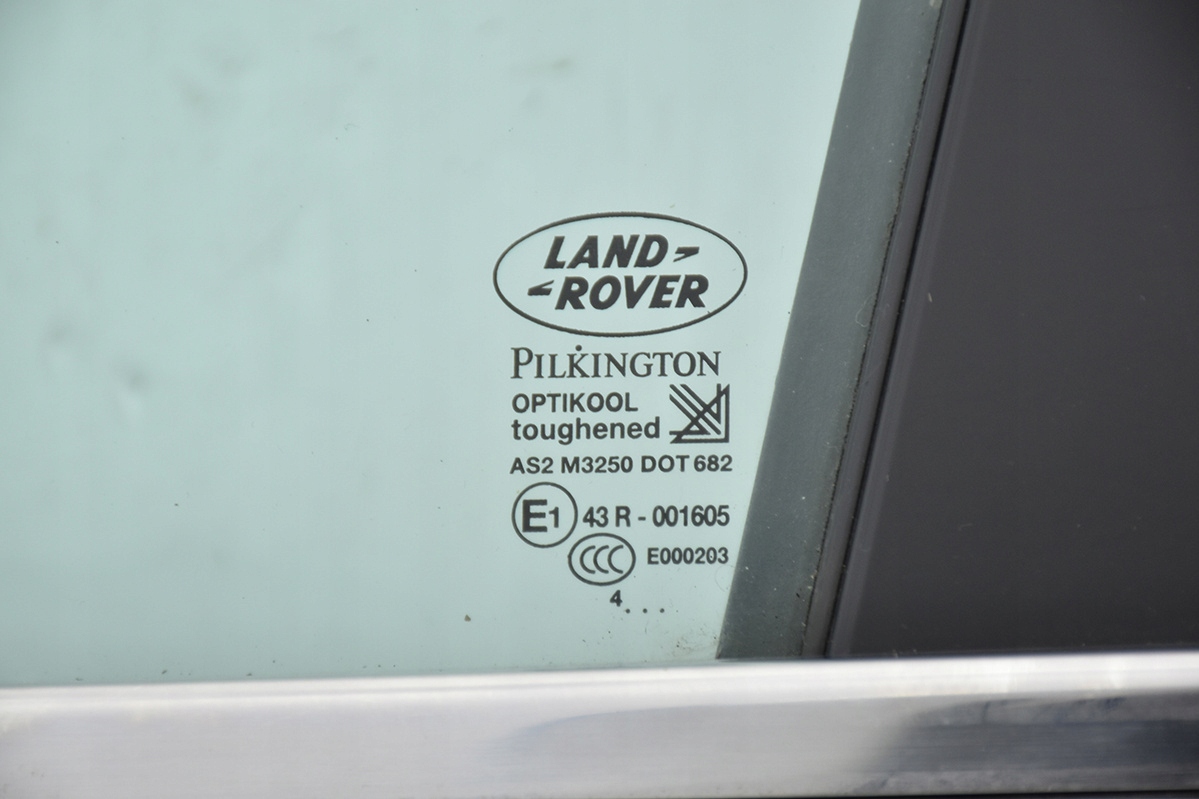 LAND
ROVER
PILKINGTON
OPTIKOOL
toughened
AS2 M3250 DOT 682
E1 43 R - 001605
CCC E000203
4. . .